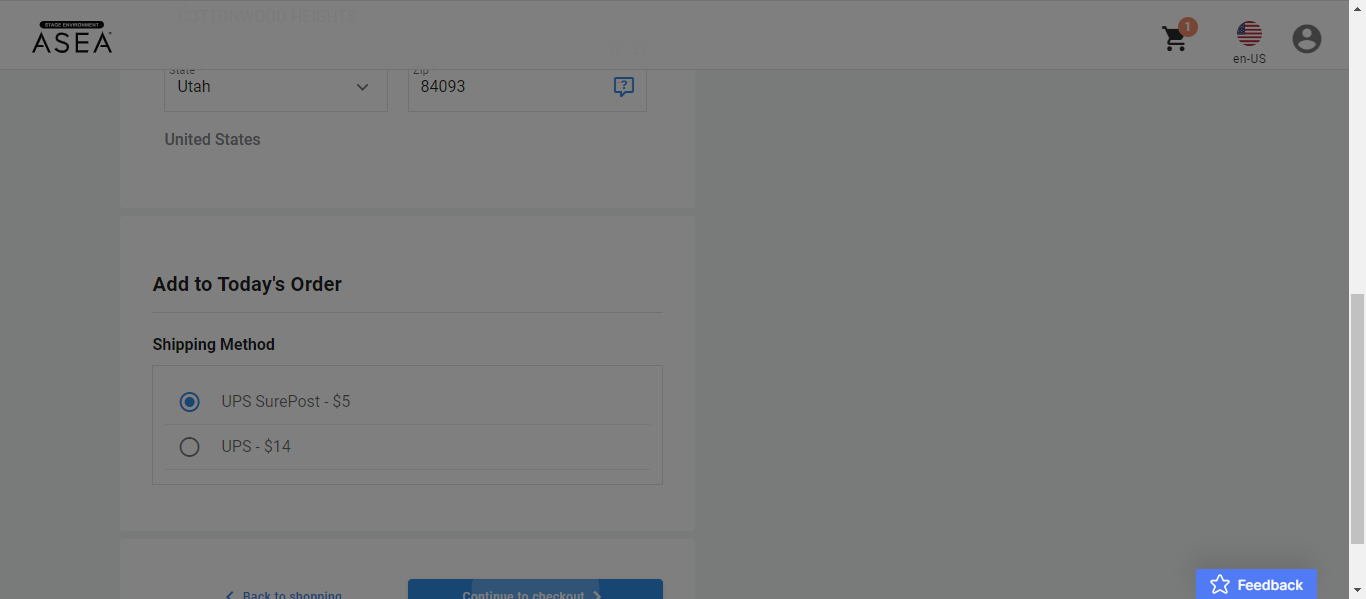 COTTONWOOD HEIGHTS
STAGE ENVIRONMENT
ASEA
1
en-US
State
Utah
Zip
84093
?
United States
Add to Today's Order
Shipping Method
UPS SurePost - $5
UPS - $14
Back to shopping
Continue to checkout
Feedback